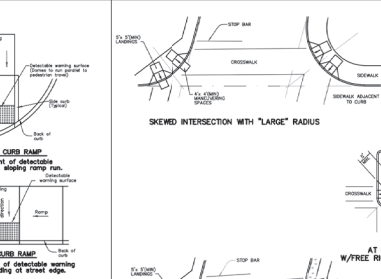 Detectable warning surface
(Domes to run parallel to
pedestrian travel)
Side curb
(Typical)
Back of
curb
CURB RAMP
nt of detectable
sloping ramp run.
Detectable
warning surface
direction
Ramp
Back of
curb
CURB RAMP
of detectable warning
ding at street edge.
5'x 5'(MIN)
LANDINGS
STOP BAR
CROSSWALK
4'x 4'(MIN)
MANEUVERING
SPACES
SIDEWALK
SIDEWALK ADJACENT
TO CURB
SKEWED INTERSECTION WITH "LARGE" RADIUS
CROSSWALK
AT
W/FREE RI
STOP BAR
5'x 5'(MIN)
LANDINGS